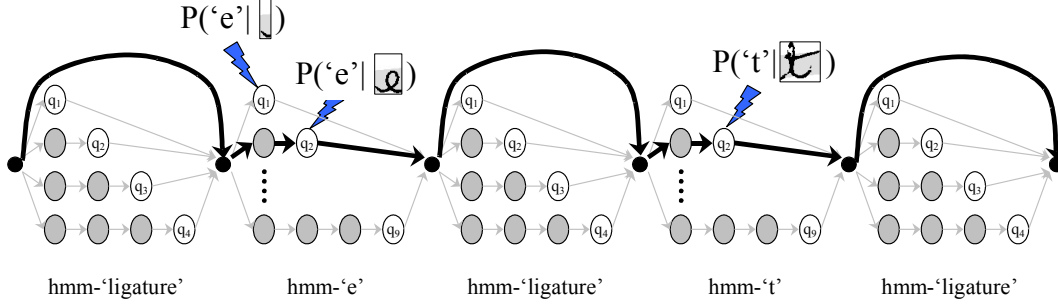 P(‘e’| )
P(‘e’| e )
P(‘t’| t )
q1 q1 q1 q1 q1
q2 q2 q2 q2 q2
q3 q3 q3
q4 q9 q4 q9 q4
hmm-‘ligature’ hmm-‘e’ hmm-‘ligature’ hmm-‘t’ hmm-‘ligature’